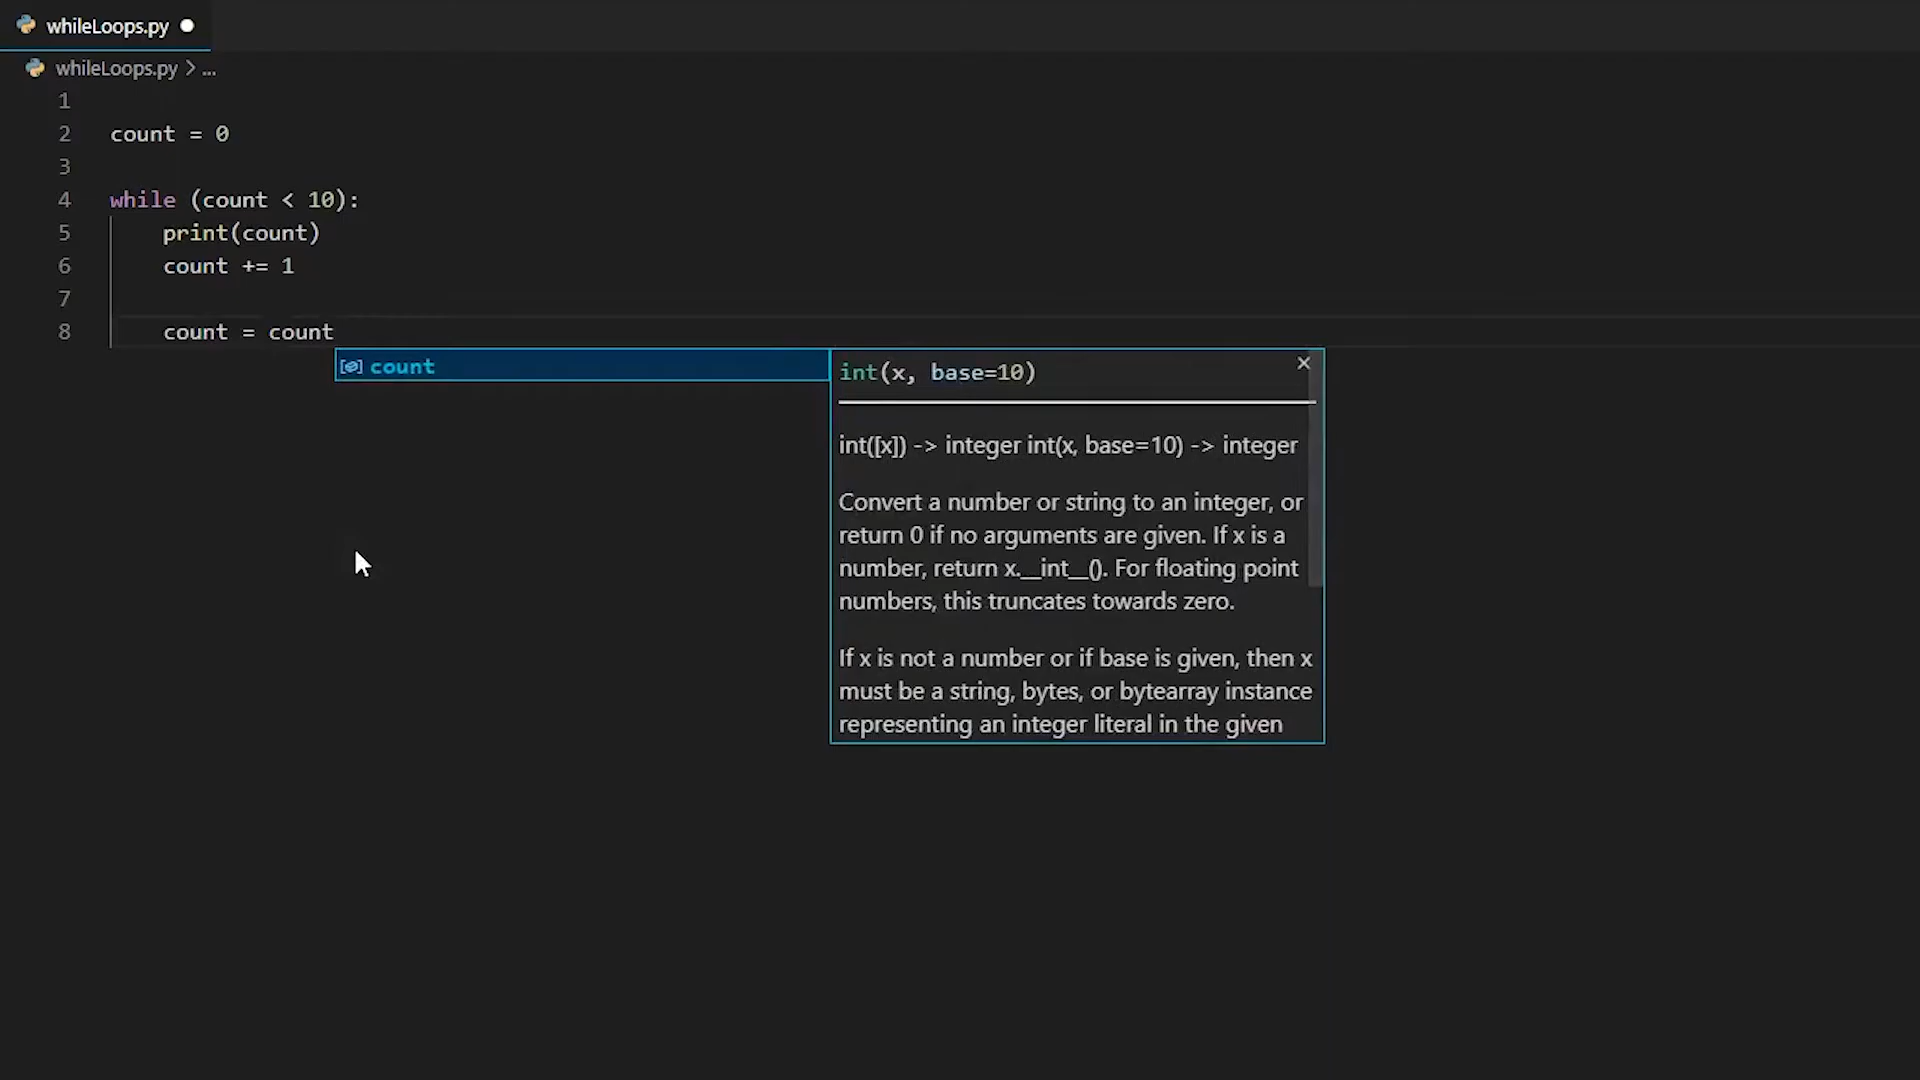 whileLoops.py
whileLoops.py > ...
1
2 count = 0
3
4 while (count < 10):
5 print(count)
6 count += 1
7
8 count = count
count
int(x, base=10)
int([x]) -> integer int(x, base=10) -> integer
Convert a number or string to an integer, or
return 0 if no arguments are given. If x is a
number, return x.__int__(). For floating point
numbers, this truncates towards zero.
If x is not a number or if base is given, then x
must be a string, bytes, or bytearray instance
representing an integer literal in the given